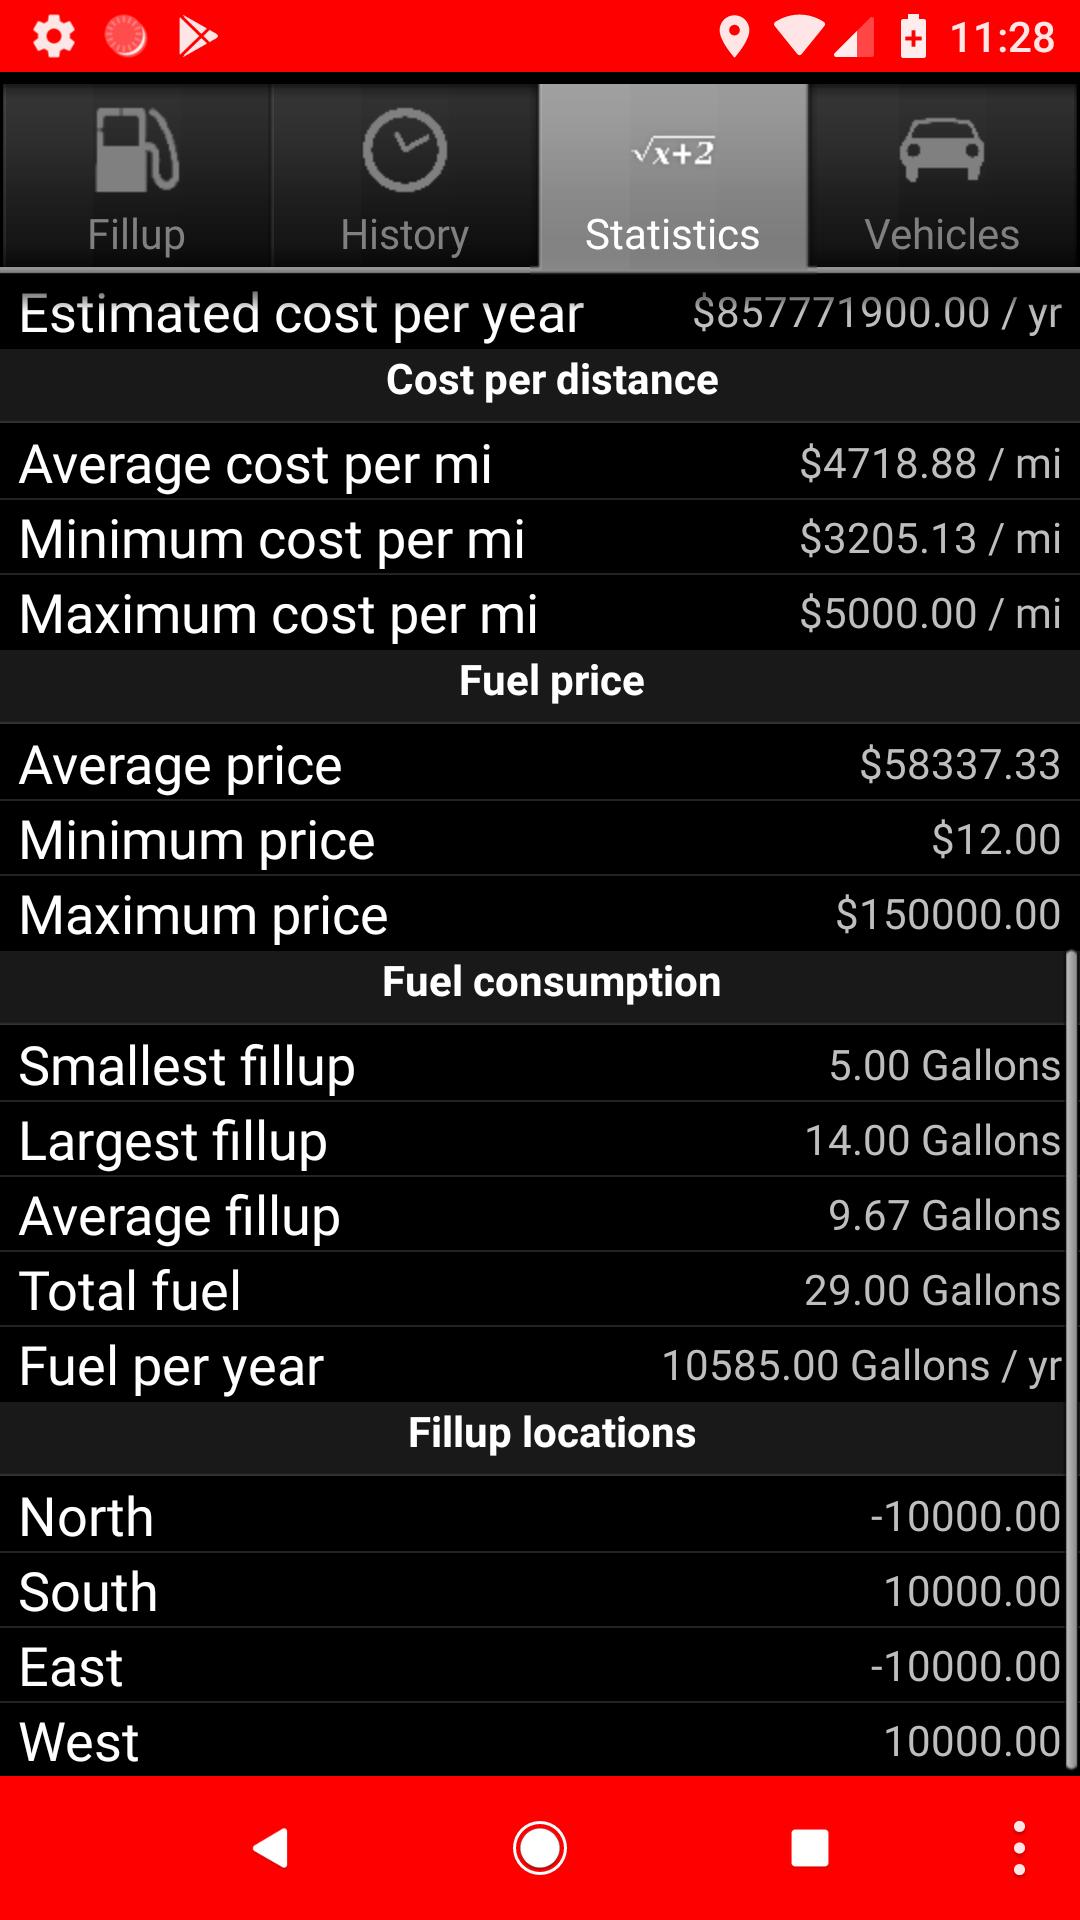 11:28
√x+2
Fillup
History
Statistics
Vehicles
Estimated cost per year $857771900.00 / yr
Cost per distance
Average cost per mi $4718.88 / mi
Minimum cost per mi $3205.13 / mi
Maximum cost per mi $5000.00 / mi
Fuel price
Average price $58337.33
Minimum price $12.00
Maximum price $150000.00
Fuel consumption
Smallest fillup 5.00 Gallons
Largest fillup 14.00 Gallons
Average fillup 9.67 Gallons
Total fuel 29.00 Gallons
Fuel per year 10585.00 Gallons / yr
Fillup locations
North -10000.00
South 10000.00
East -10000.00
West 10000.00